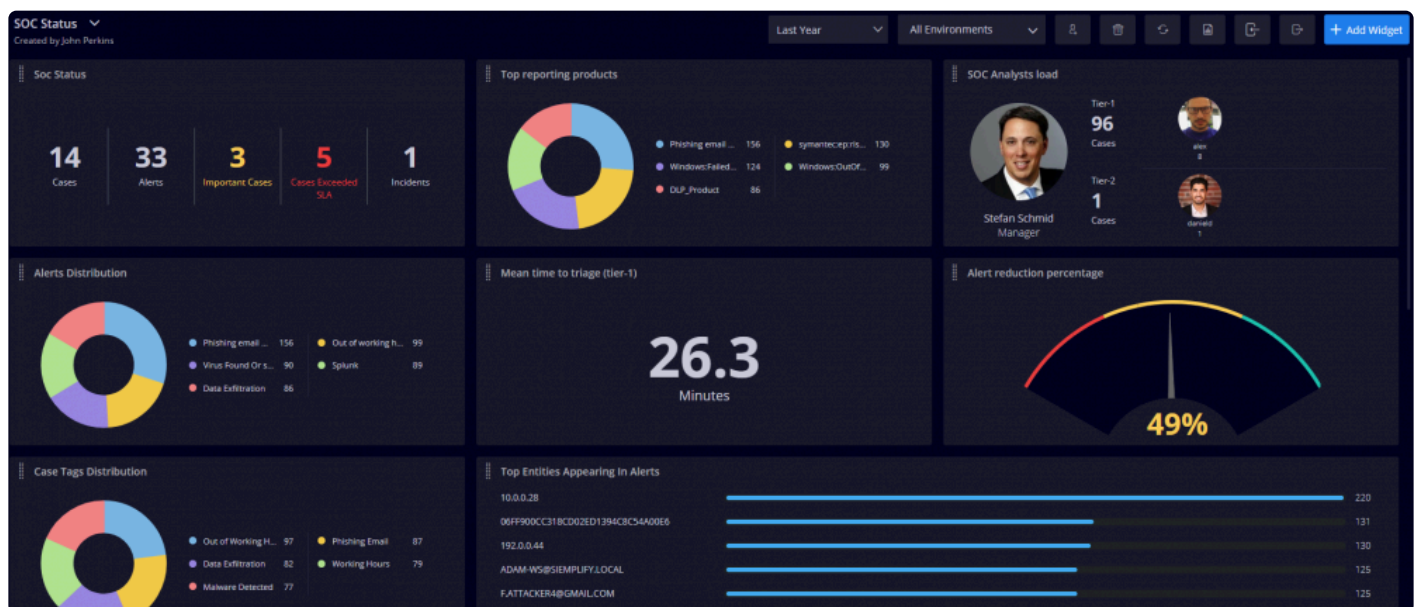 SOC Status
Created by John Perkins
Last Year
All Environments
+ Add Widget
Soc Status
14
Cases
33
Alerts
3
Important Cases
5
Cases Exceeded
SLA
1
Incidents
Top reporting products
Phishing email ... 156
symantec:ep:ris... 130
Windows:Failed... 124
Windows:OutOf... 99
DLP_Product 86
SOC Analysts load
Stefan Schmid
Manager
Tier-1
96
Cases
alex
8
Tier-2
1
Cases
danield
1
Alerts Distribution
Phishing email ... 156
Out of working h... 99
Virus Found Or s... 90
Splunk 89
Data Exfiltration 86
Mean time to triage (tier-1)
26.3
Minutes
Alert reduction percentage
49%
Case Tags Distribution
Out of Working H... 97
Phishing Email 87
Data Exfiltration 82
Working Hours 79
Malware Detected 77
Top Entities Appearing In Alerts
10.0.0.28 220
06FF900CC318CD02ED1394C8C54A00E6 131
192.0.0.44 130
ADAM-WS@SIEMPLIFY.LOCAL 125
F.ATTACKER4@GMAIL.COM 125